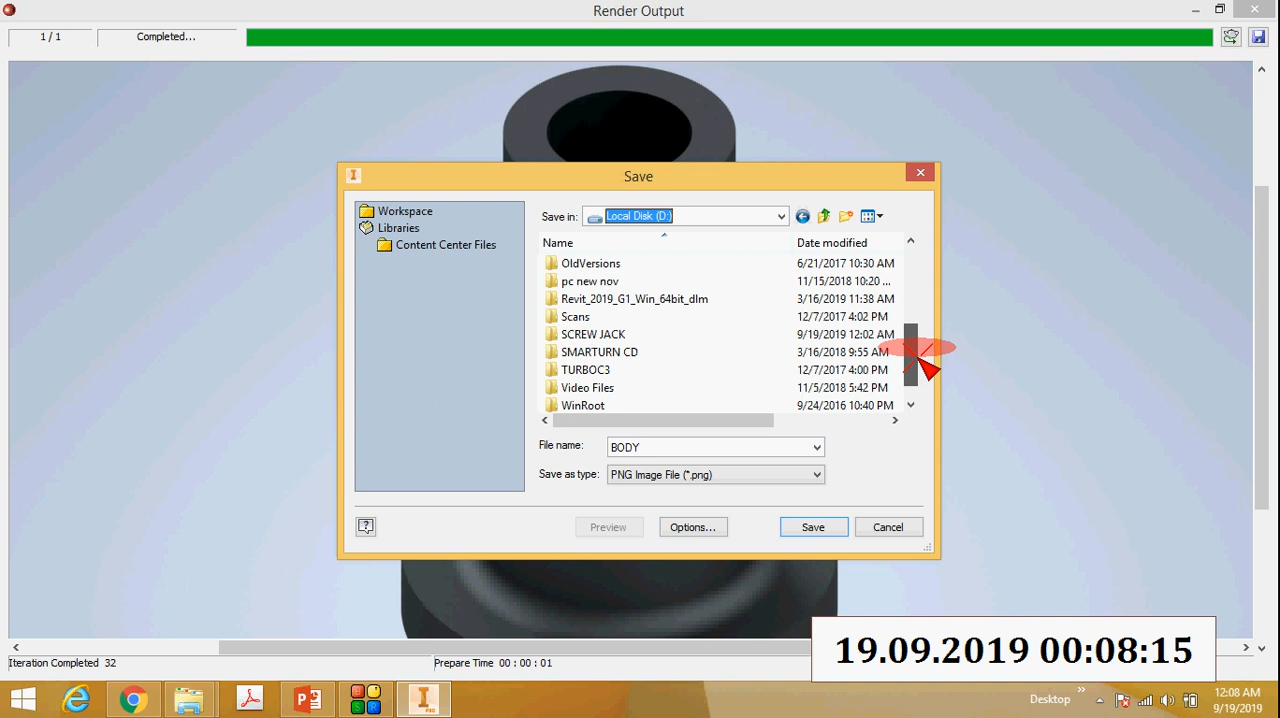 Render Output
1 / 1 Completed...
Save
Workspace
Libraries
Content Center Files
Save in: Local Disk (D:)
Name Date modified
OldVersions 6/21/2017 10:30 AM
pc new nov 11/15/2018 10:20 ...
Revit_2019_G1_Win_64bit_dlm 3/16/2019 11:38 AM
Scans 12/7/2017 4:02 PM
SCREW JACK 9/19/2019 12:02 AM
SMARTURN CD 3/16/2018 9:55 AM
TURBOC3 12/7/2017 4:00 PM
Video Files 11/5/2018 5:42 PM
WinRoot 9/24/2016 10:40 PM
File name: BODY
Save as type: PNG Image File (*.png)
Preview Options... Save Cancel
19.09.2019 00:08:15
Iteration Completed 32 Prepare Time 00 : 00 : 01
Desktop
12:08 AM
9/19/2019